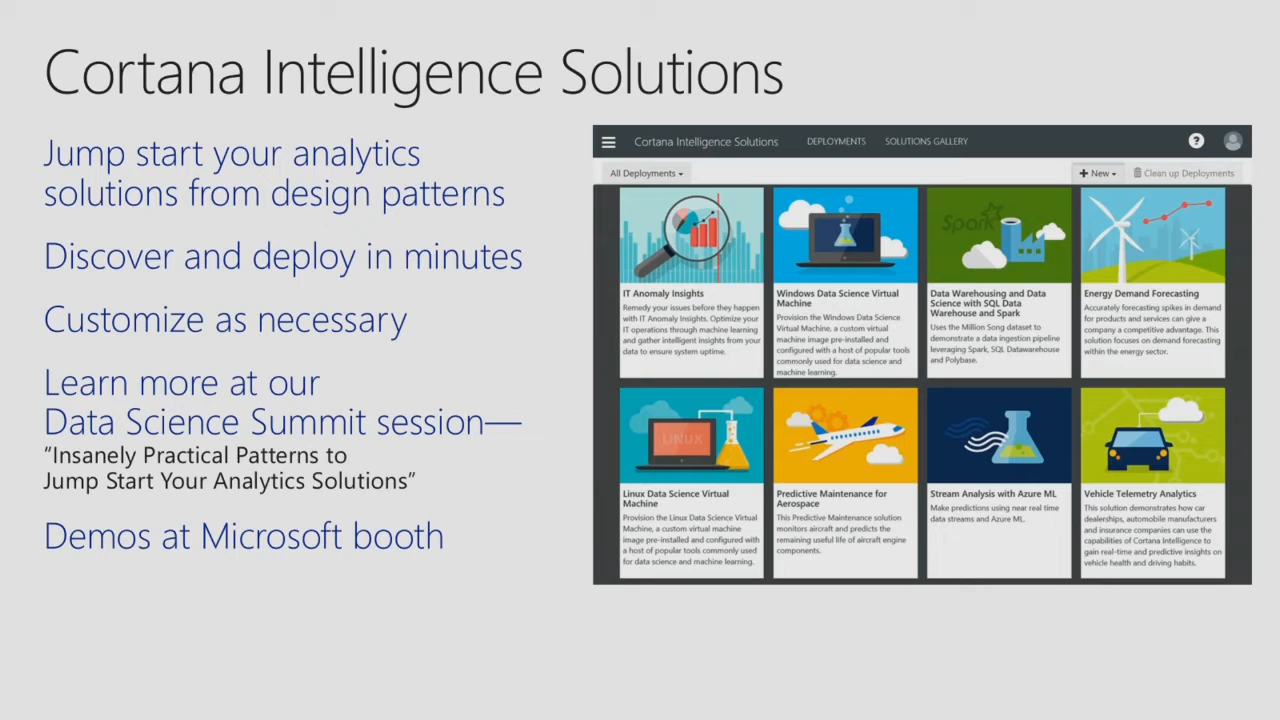 Cortana Intelligence Solutions
Jump start your analytics
solutions from design patterns
Discover and deploy in minutes
Customize as necessary
Learn more at our
Data Science Summit session—
"Insanely Practical Patterns to
Jump Start Your Analytics Solutions"
Demos at Microsoft booth
Cortana Intelligence Solutions DEPLOYMENTS SOLUTIONS GALLERY ?
All Deployments New Clean up Deployments
IT Anomaly Insights
Remedy your issues before they happen
with IT Anomaly Insights. Optimize your
IT operations through machine learning
and gather intelligent insights from your
data to ensure system uptime.
Windows Data Science Virtual
Machine
Provision the Windows Data Science
Virtual Machine, a custom virtual
machine image pre-installed and
configured with a host of popular tools
commonly used for data science and
machine learning.
Spark
Data Warehousing and Data
Science with SQL Data
Warehouse and Spark
Uses the Million Song dataset to
demonstrate a data ingestion pipeline
leveraging Spark, SQL Datawarehouse
and Polybase.
Energy Demand Forecasting
Accurately forecasting spikes in demand
for products and services can give a
company a competitive advantage. This
solution focuses on demand forecasting
within the energy sector.
LINUX
Linux Data Science Virtual
Machine
Provision the Linux Data Science Virtual
Machine, a custom virtual machine
image pre-installed and configured with
a host of popular tools commonly used
for data science and machine learning.
Predictive Maintenance for
Aerospace
This Predictive Maintenance solution
monitors aircraft and predicts the
remaining useful life of aircraft engine
components.
Stream Analysis with Azure ML
Make predictions using near real time
data streams and Azure ML.
Vehicle Telemetry Analytics
This solution demonstrates how car
dealerships, automobile manufacturers
and insurance companies can use the
capabilities of Cortana Intelligence to
gain real-time and predictive insights on
vehicle health and driving habits.